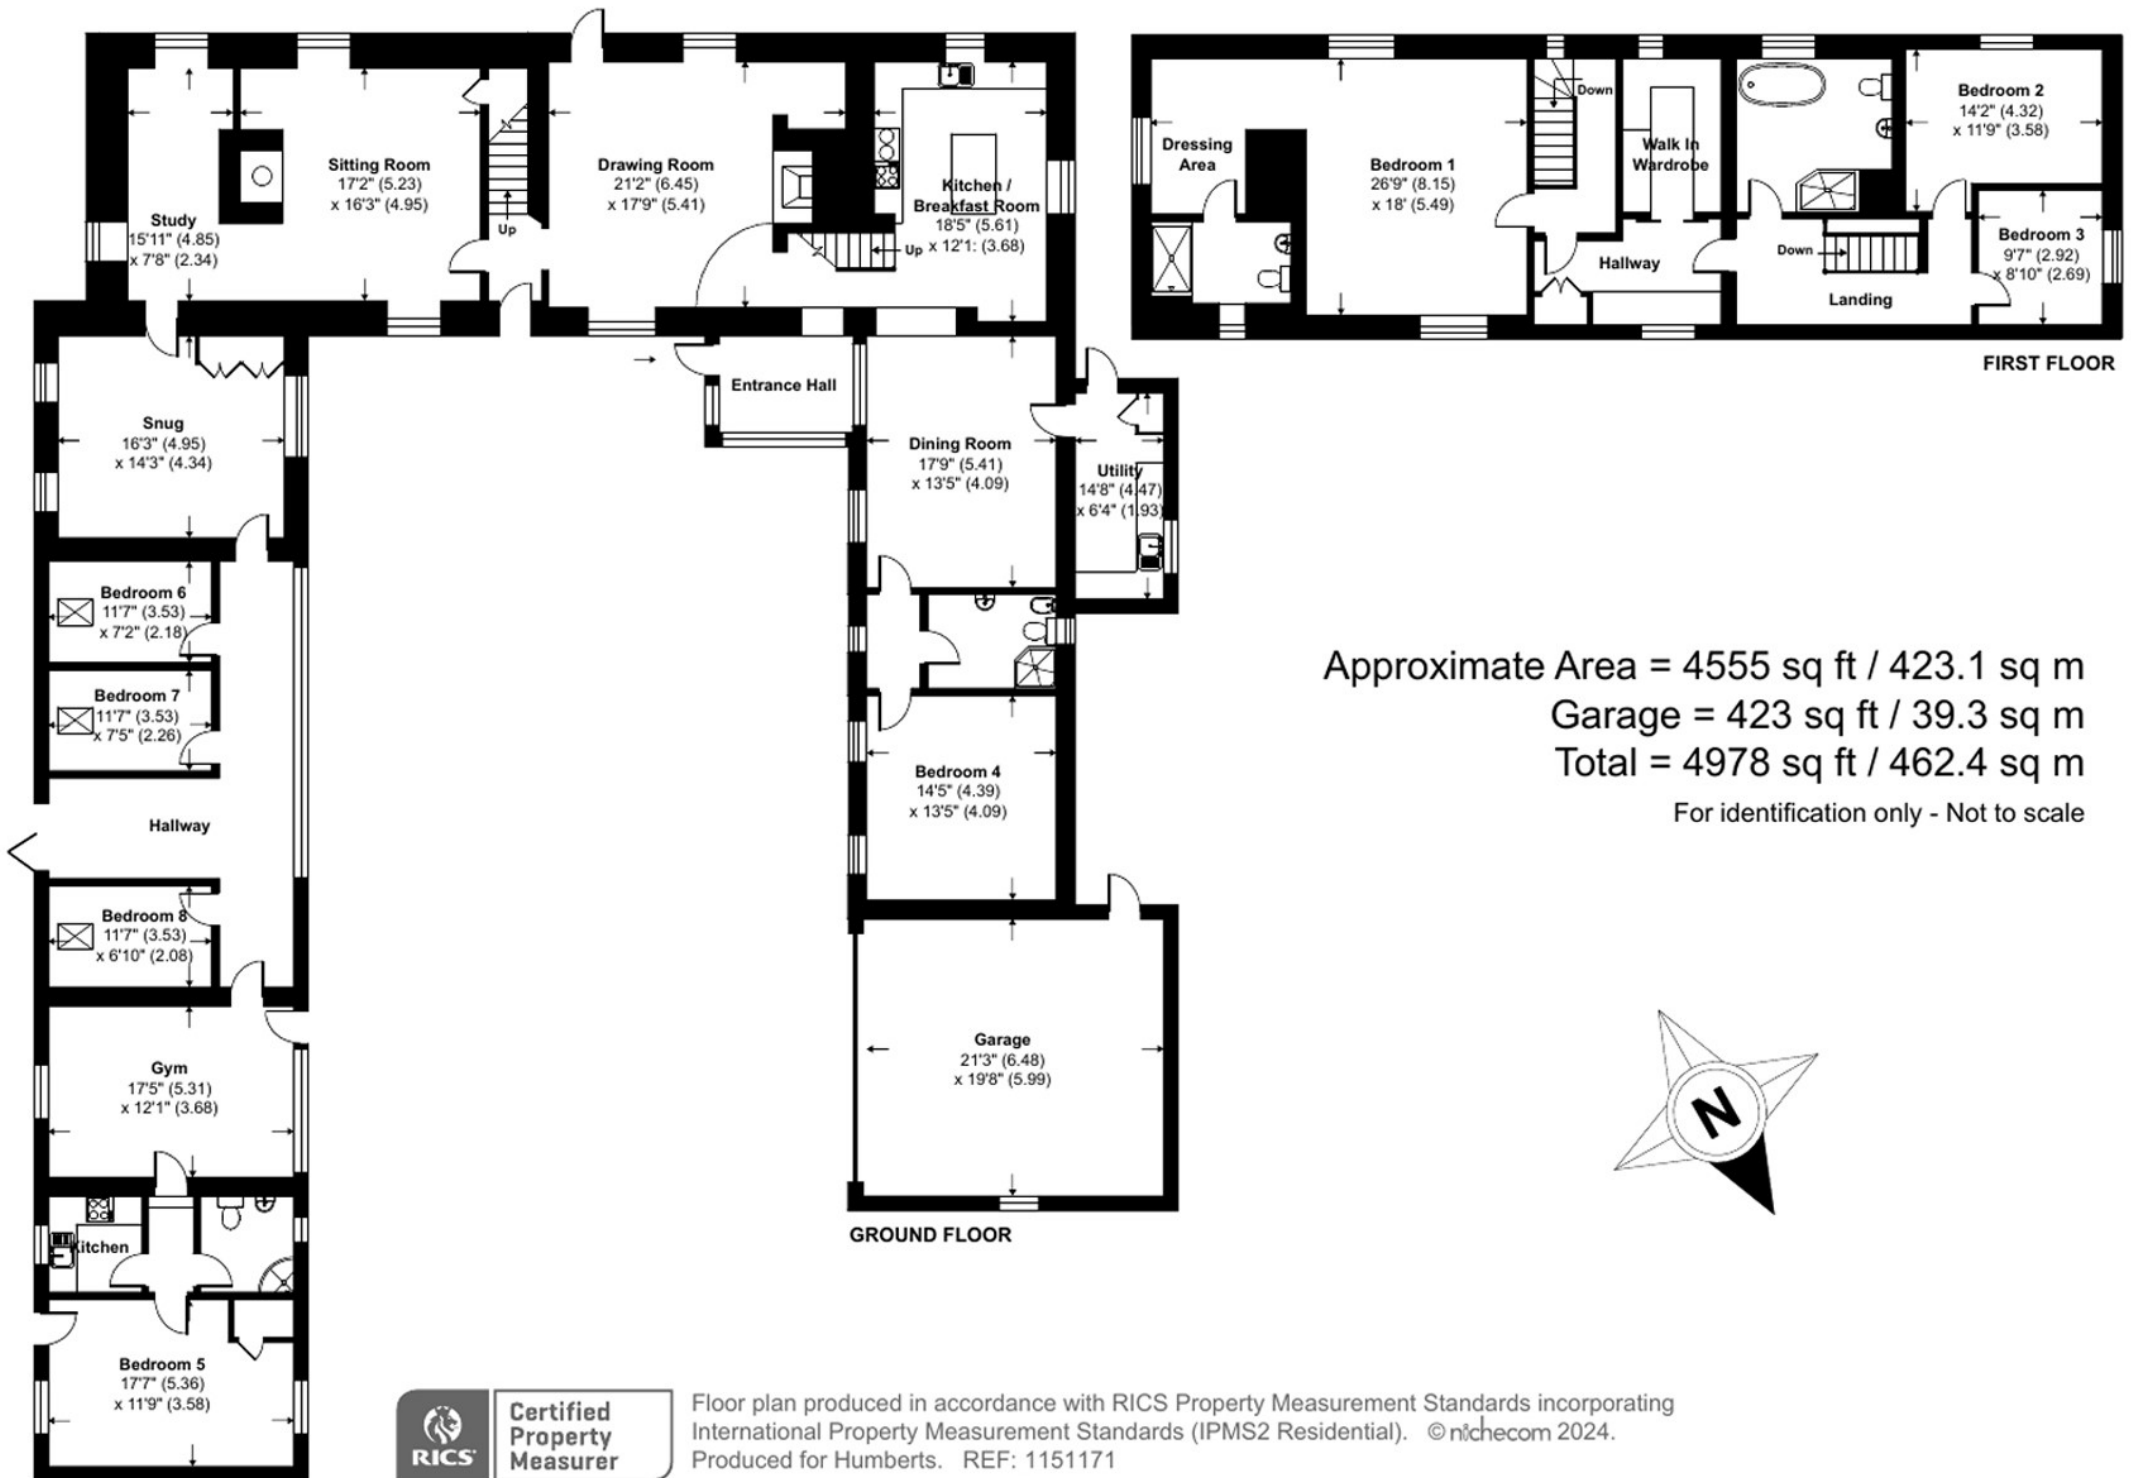 Study
15'11" (4.85)
x 7'8" (2.34)
Sitting Room
17'2" (5.23)
x 16'3" (4.95)
Up
Drawing Room
21'2" (6.45)
x 17'9" (5.41)
Kitchen /
Breakfast Room
18'5" (5.61)
x 12'1: (3.68)
Up
Dressing
Area
Bedroom 1
26'9" (8.15)
x 18' (5.49)
Down
Walk In
Wardrobe
Hallway
Down
Landing
Bedroom 2
14'2" (4.32)
x 11'9" (3.58)
Bedroom 3
9'7" (2.92)
x 8'10" (2.69)
FIRST FLOOR
Snug
16'3" (4.95)
x 14'3" (4.34)
Entrance Hall
Dining Room
17'9" (5.41)
x 13'5" (4.09)
Utility
14'8" (4.47)
x 6'4" (1.93)
Bedroom 6
11'7" (3.53)
x 7'2" (2.18)
Bedroom 7
11'7" (3.53)
x 7'5" (2.26)
Hallway
Bedroom 8
11'7" (3.53)
x 6'10" (2.08)
Bedroom 4
14'5" (4.39)
x 13'5" (4.09)
Approximate Area = 4555 sq ft / 423.1 sq m
Garage = 423 sq ft / 39.3 sq m
Total = 4978 sq ft / 462.4 sq m
For identification only - Not to scale
Gym
17'5" (5.31)
x 12'1" (3.68)
Garage
21'3" (6.48)
x 19'8" (5.99)
N
GROUND FLOOR
Kitchen
Bedroom 5
17'7" (5.36)
x 11'9" (3.58)
RICS
Certified
Property
Measurer
Floor plan produced in accordance with RICS Property Measurement Standards incorporating
International Property Measurement Standards (IPMS2 Residential). © nichecom 2024.
Produced for Humberts. REF: 1151171